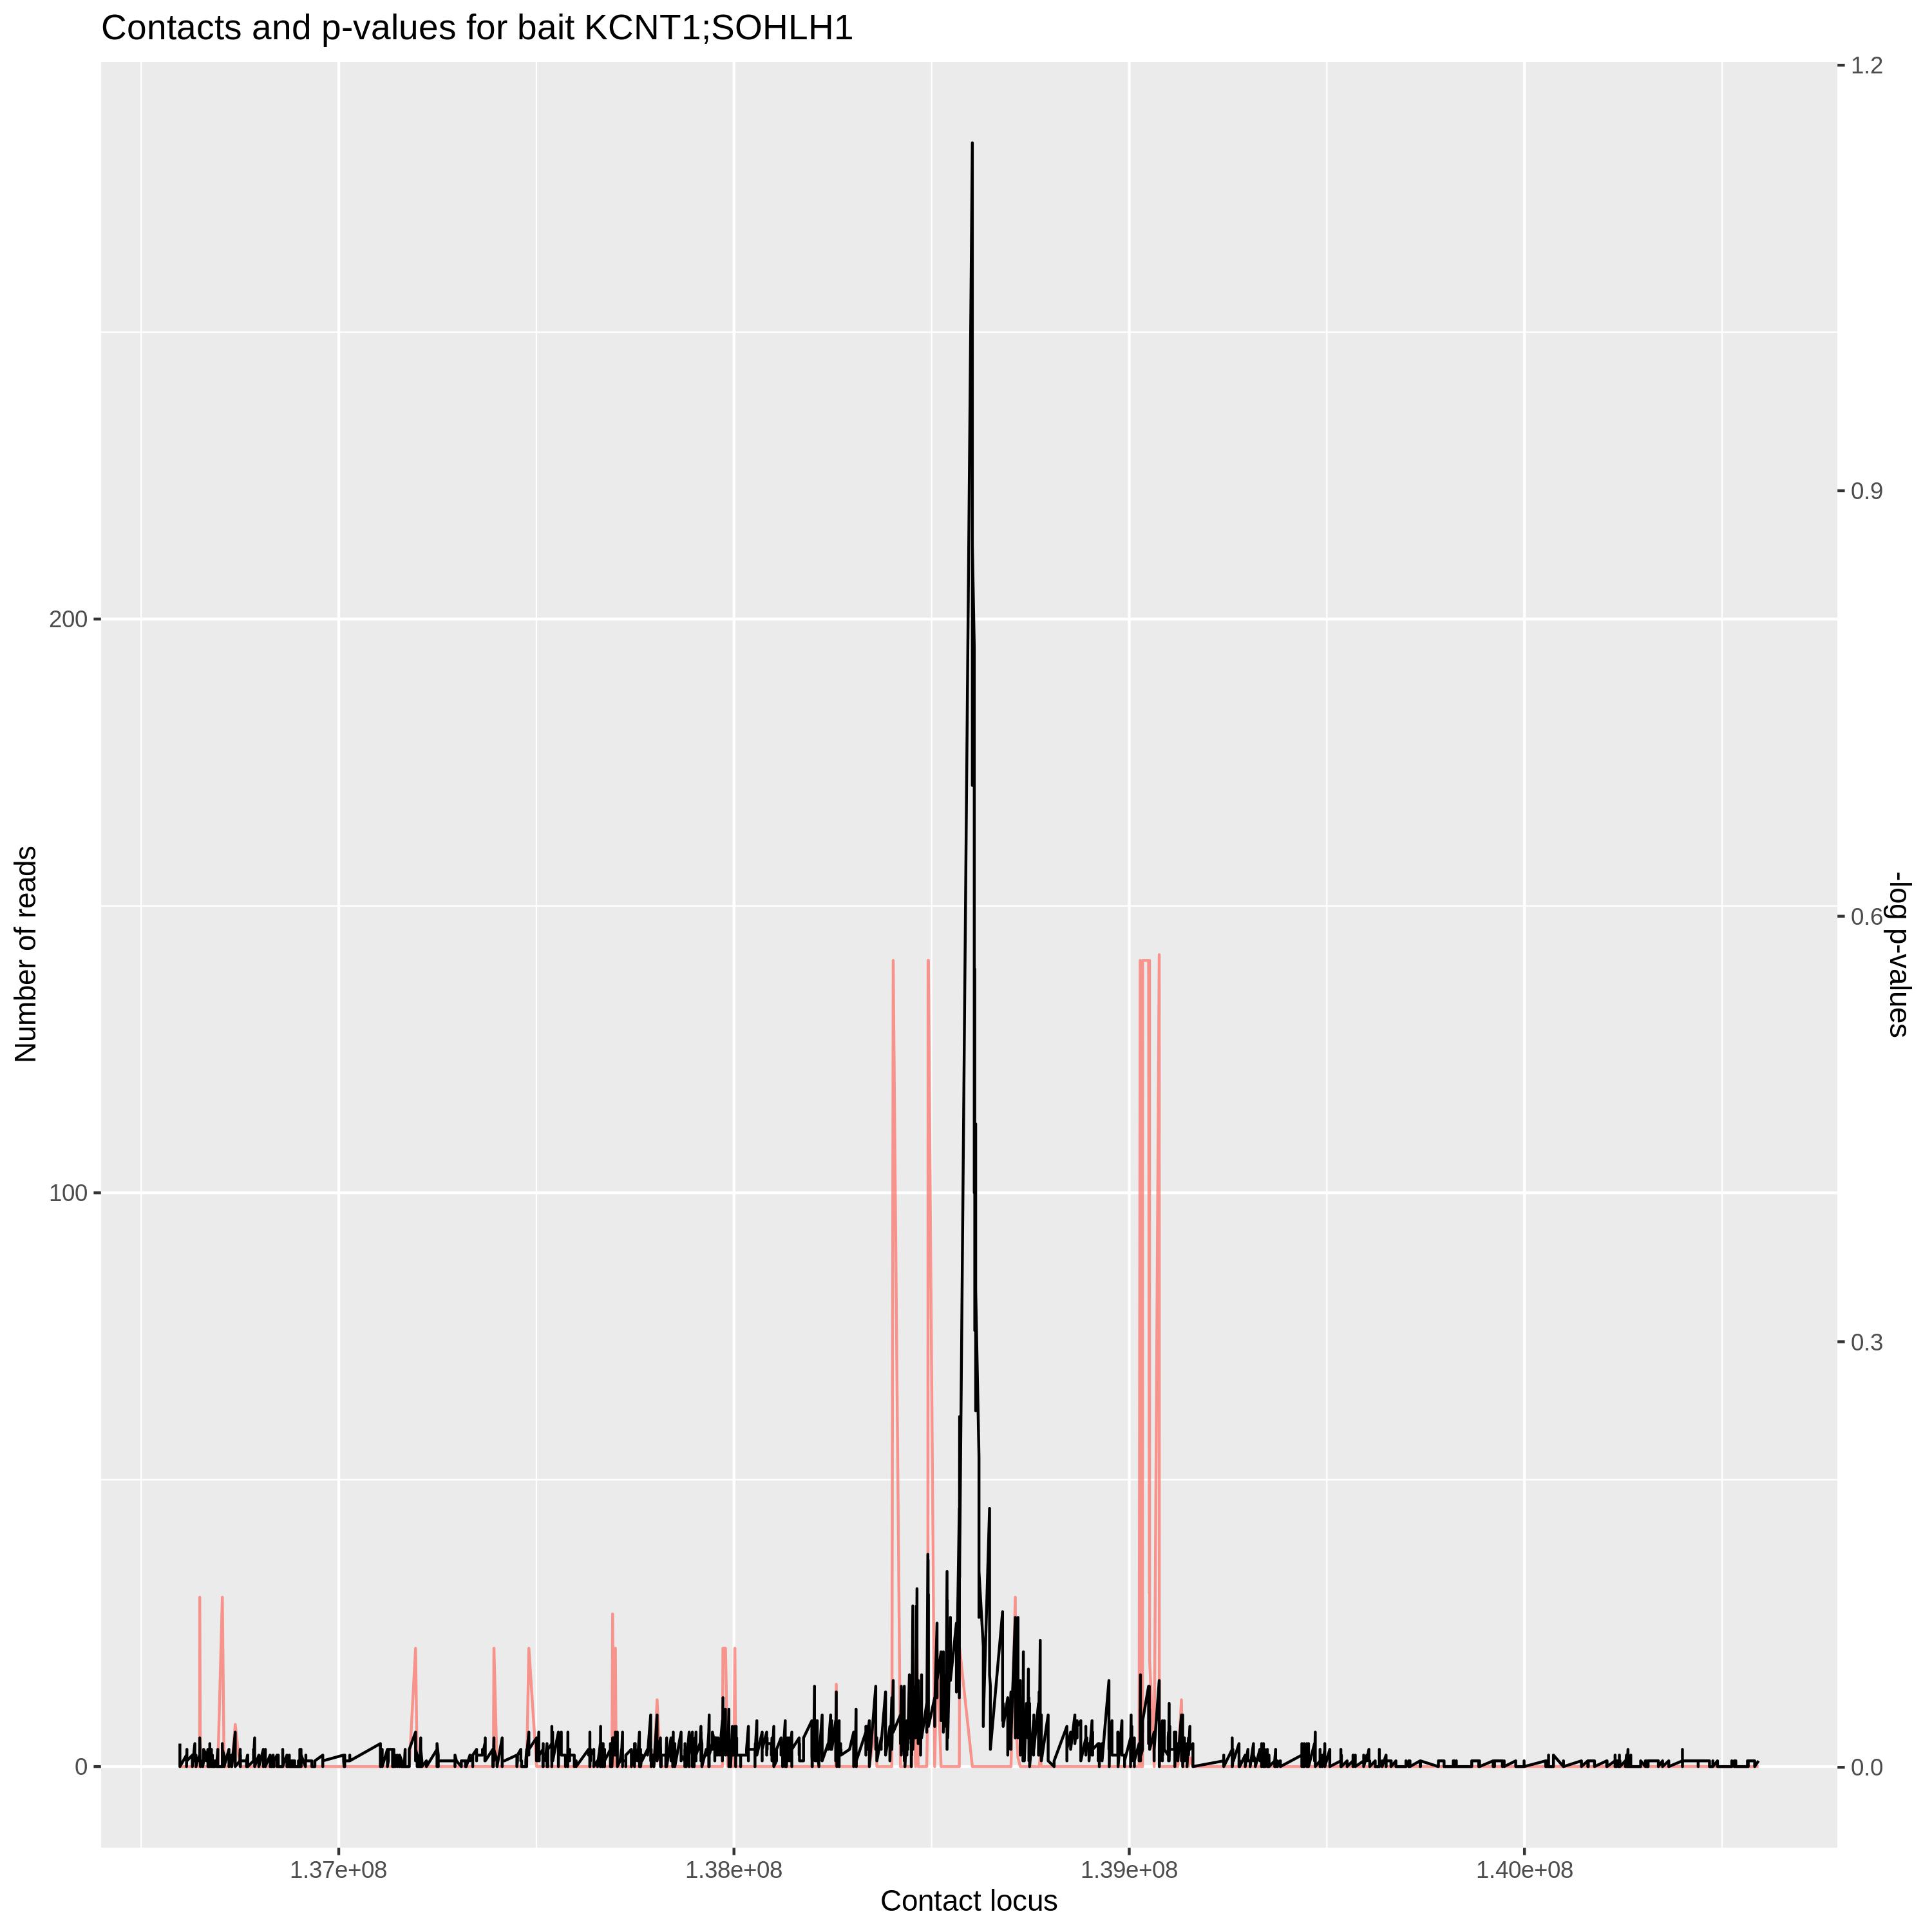 Contacts and p-values for bait KCNT1;SOHLH1
1.2
0.9
200
0.6
Number of reads
-log p-values
100
0.3
0
0.0
1.37e+08
1.38e+08
1.39e+08
1.40e+08
Contact locus